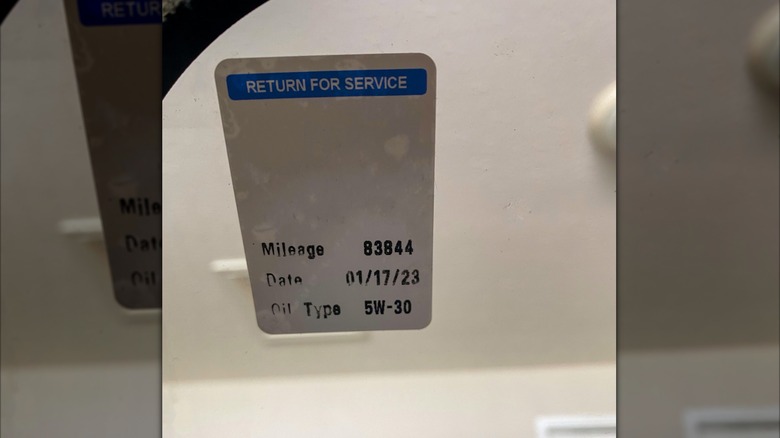 RETURN FOR SERVICE
Mileage 83844
Date 01/17/23
Oil Type 5W-30